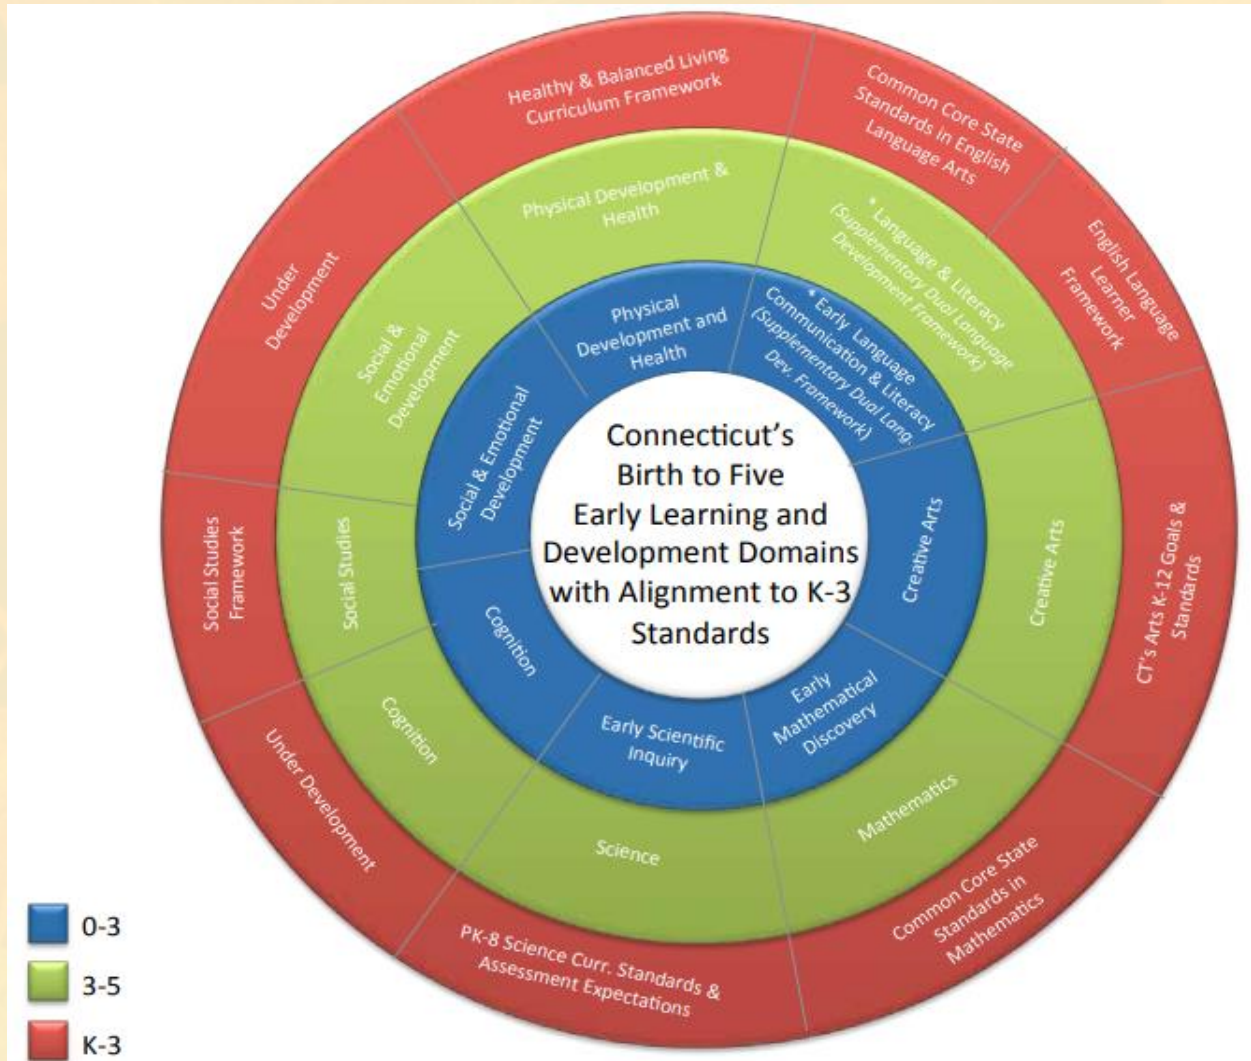 Healthy & Balanced Living
Curriculum Framework
Common Core State
Standards in English
Language Arts
English Language
Learner
Framework
CT's Arts K-12 Goals &
Standards
Common Core State
Standards in
Mathematics
PK-8 Science Curr. Standards &
Assessment Expectations
Under Development
Social Studies
Framework
Under
Development
Physical Development &
Health
* Language & Literacy
(Supplementary Dual Language
Development Framework)
Creative Arts
Mathematics
Science
Cognition
Social Studies
Social &
Emotional
Development
Physical
Development and
Health
* Early Language
Communication & Literacy
(Supplementary Dual Lang.
Dev. Framework)
Creative Arts
Early
Mathematical
Discovery
Early Scientific
Inquiry
Cognition
Social & Emotional
Development
Connecticut's
Birth to Five
Early Learning and
Development Domains
with Alignment to K-3
Standards
0-3
3-5
K-3